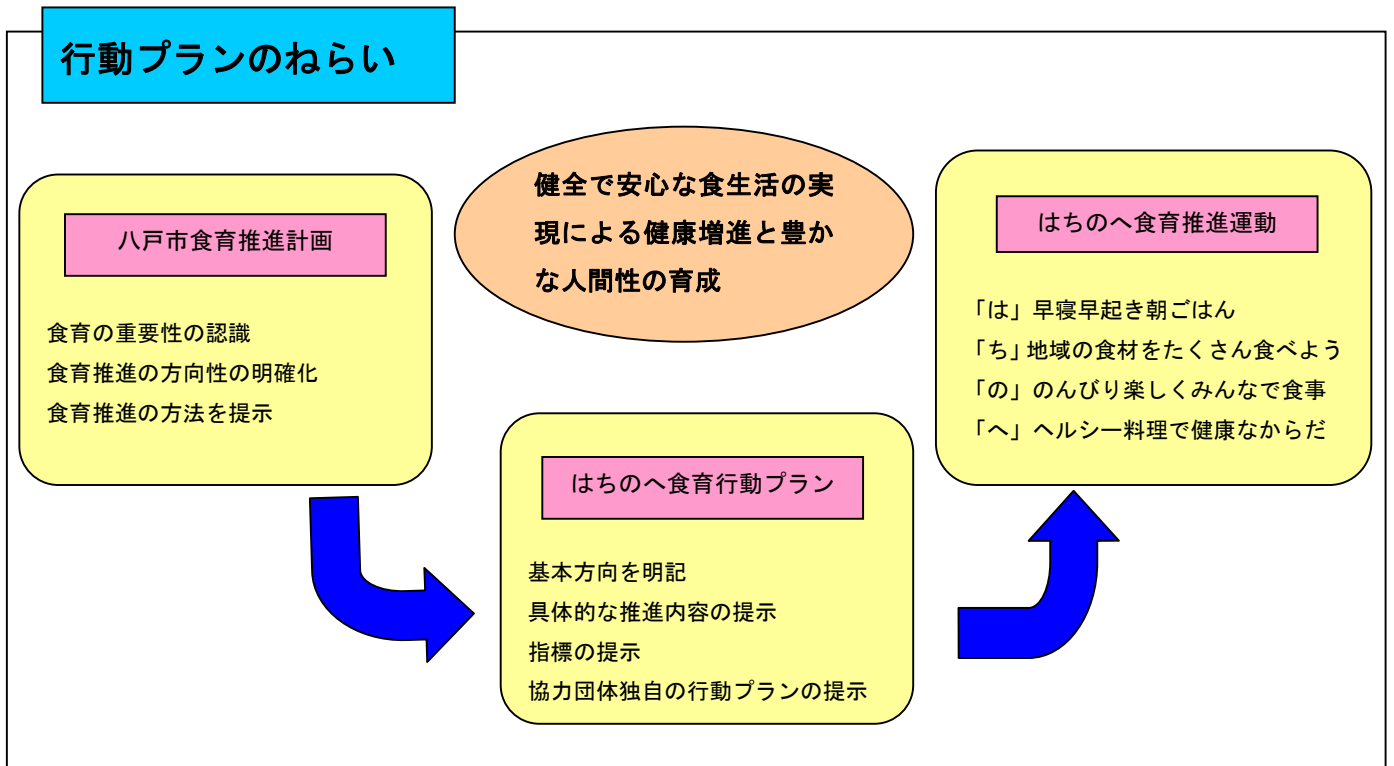 行動プランのねらい
健全で安心な食生活の実
現による健康増進と豊か
な人間性の育成
八戸市食育推進計画
食育の重要性の認識
食育推進の方向性の明確化
食育推進の方法を提示
はちのへ食育行動プラン
基本方向を明記
具体的な推進内容の提示
指標の提示
協力団体独自の行動プランの提示
はちのへ食育推進運動
「は」早寝早起き朝ごはん
「ち」地域の食材をたくさん食べよう
「の」のんびり楽しくみんなで食事
「へ」ヘルシー料理で健康なからだ